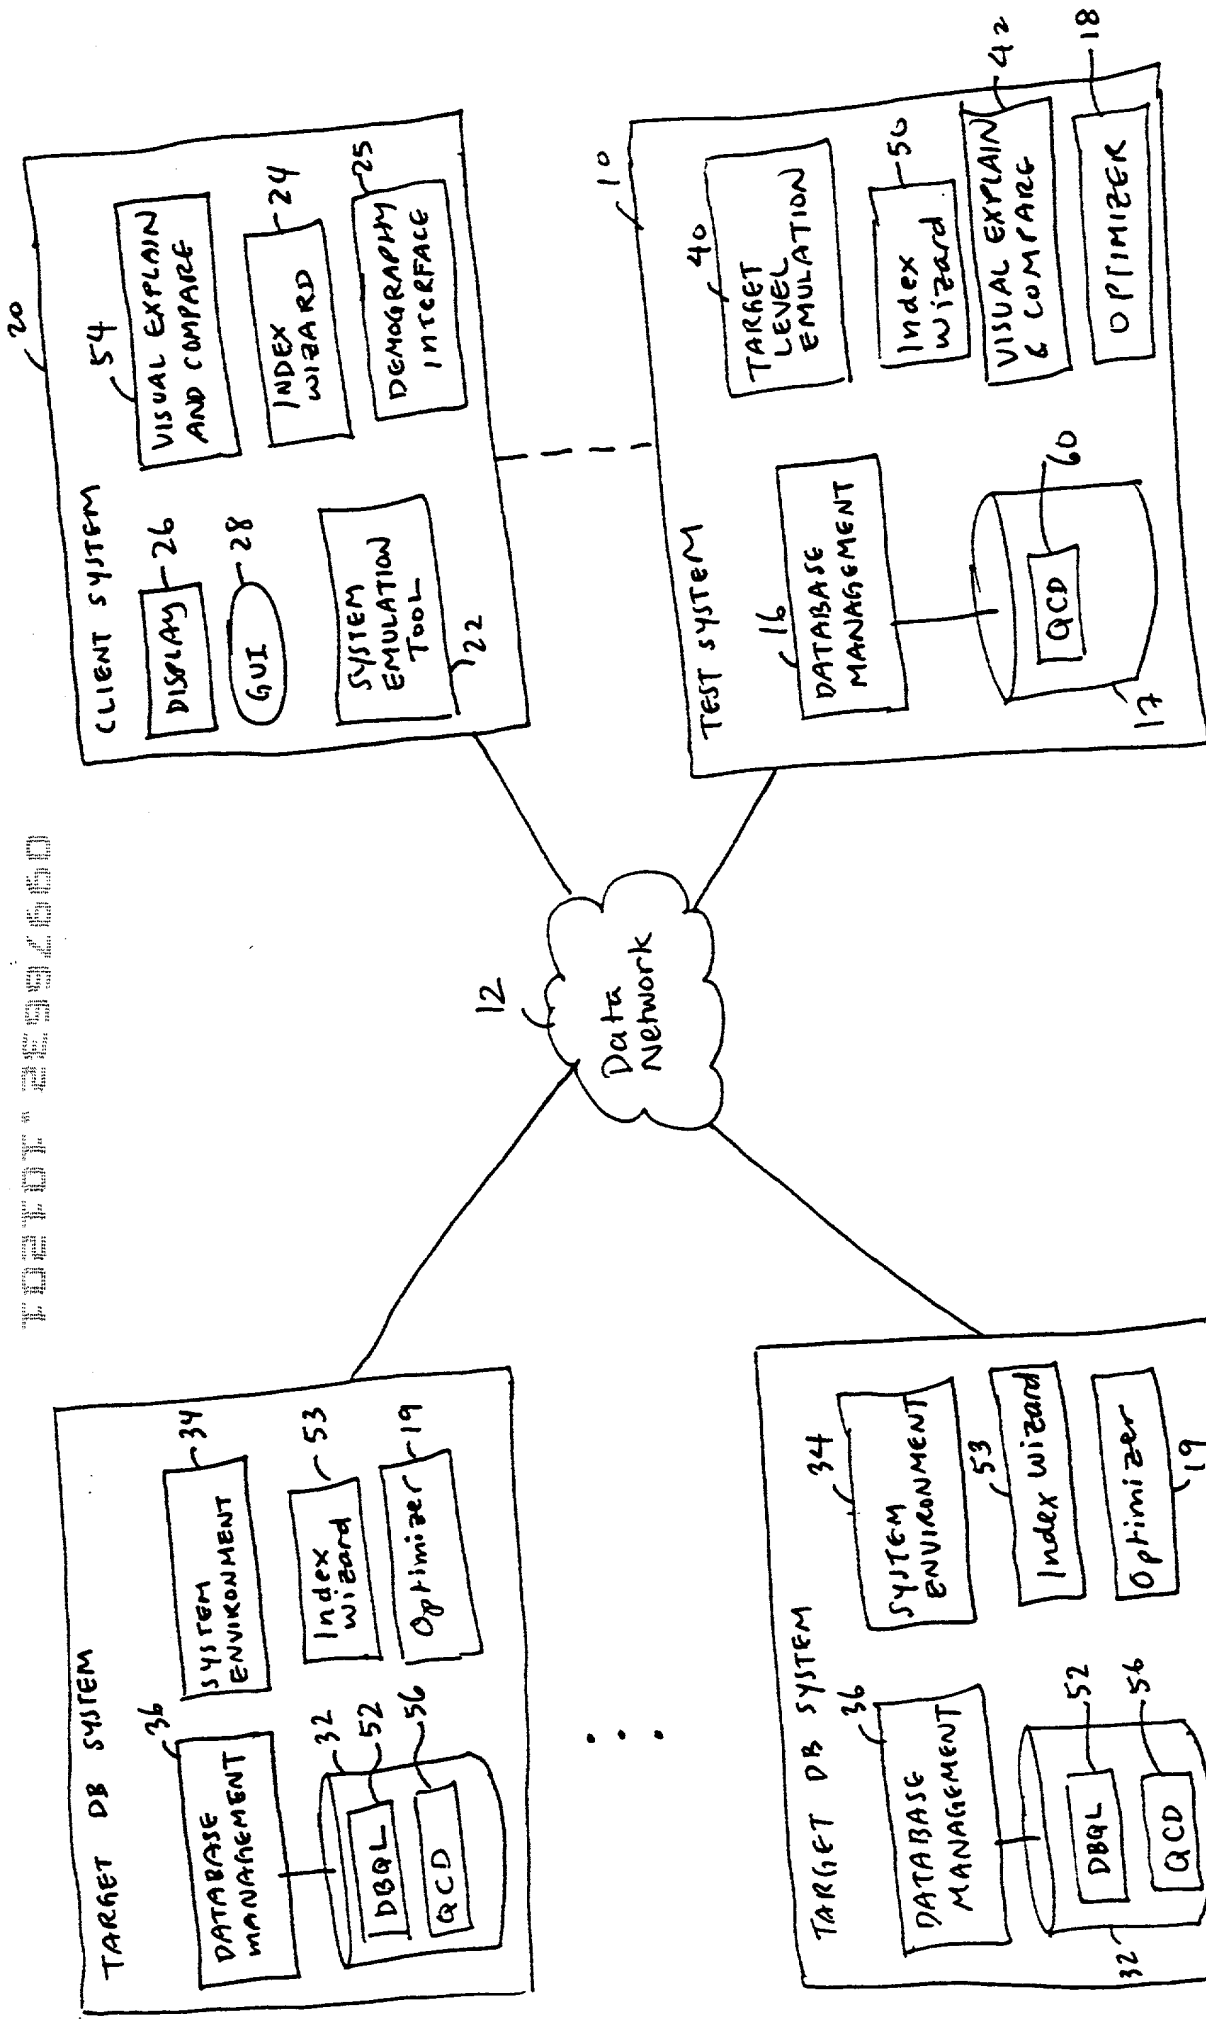 TARGET DB SYSTEM
36
DATABASE
MANAGEMENT
34
SYSTEM
ENVIRONMENT
53
Index
Wizard
19
Optimizer
32
52
DBQL
56
QCD
TARGET DB SYSTEM
36
DATABASE
MANAGEMENT
34
SYSTEM
ENVIRONMENT
53
Index Wizard
Optimizer
19
52
DBQL
56
QCD
32
12
Data
Network
20
CLIENT SYSTEM
DISPLAY
26
GUI
28
SYSTEM
EMULATION
TOOL
22
54
VISUAL EXPLAIN
AND COMPARE
INDEX
WIZARD
24
DEMOGRAPHY
INTERFACE
25
10
TEST SYSTEM
16
DATABASE
MANAGEMENT
QCD
60
17
40
TARGET
LEVEL
EMULATION
Index
Wizard
50
VISUAL EXPLAIN
& COMPARE
42
OPTIMIZER
18